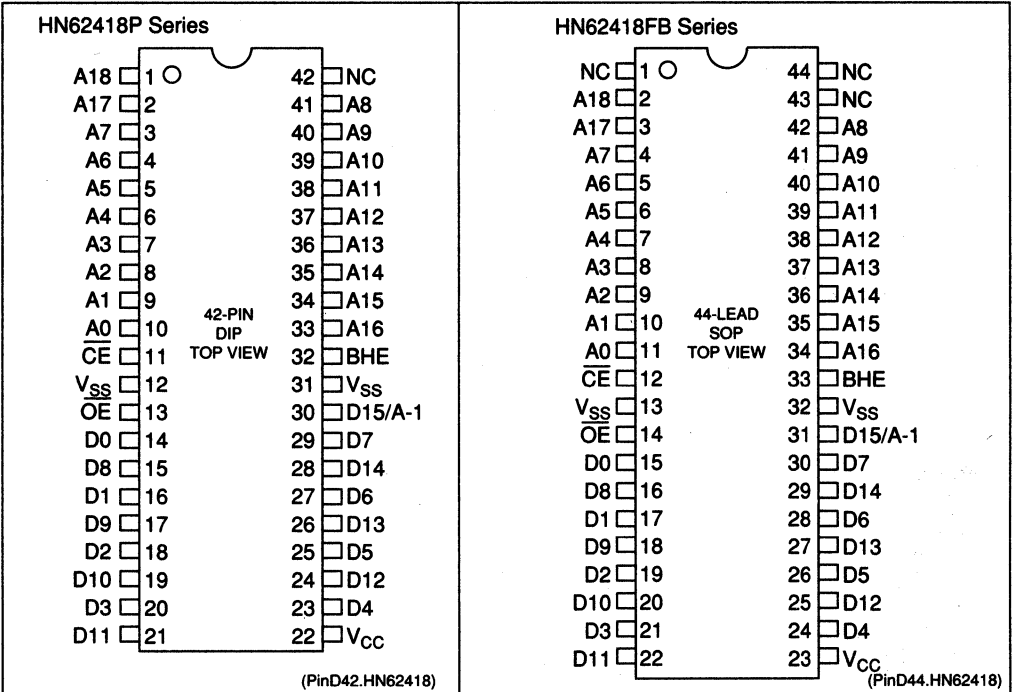 HN62418P Series
A18 1 42 NC
A17 2 41 A8
A7 3 40 A9
A6 4 39 A10
A5 5 38 A11
A4 6 37 A12
A3 7 36 A13
A2 8 35 A14
A1 9 34 A15
A0 10 33 A16
CE 11 32 BHE
VSS 12 31 VSS
OE 13 30 D15/A-1
D0 14 29 D7
D8 15 28 D14
D1 16 27 D6
D9 17 26 D13
D2 18 25 D5
D10 19 24 D12
D3 20 23 D4
D11 21 22 VCC
42-PIN
DIP
TOP VIEW
(PinD42.HN62418)
HN62418FB Series
NC 1 44 NC
A18 2 43 NC
A17 3 42 A8
A7 4 41 A9
A6 5 40 A10
A5 6 39 A11
A4 7 38 A12
A3 8 37 A13
A2 9 36 A14
A1 10 35 A15
A0 11 34 A16
CE 12 33 BHE
VSS 13 32 VSS
OE 14 31 D15/A-1
D0 15 30 D7
D8 16 29 D14
D1 17 28 D6
D9 18 27 D13
D2 19 26 D5
D10 20 25 D12
D3 21 24 D4
D11 22 23 VCC
44-LEAD
SOP
TOP VIEW
(PinD44.HN62418)